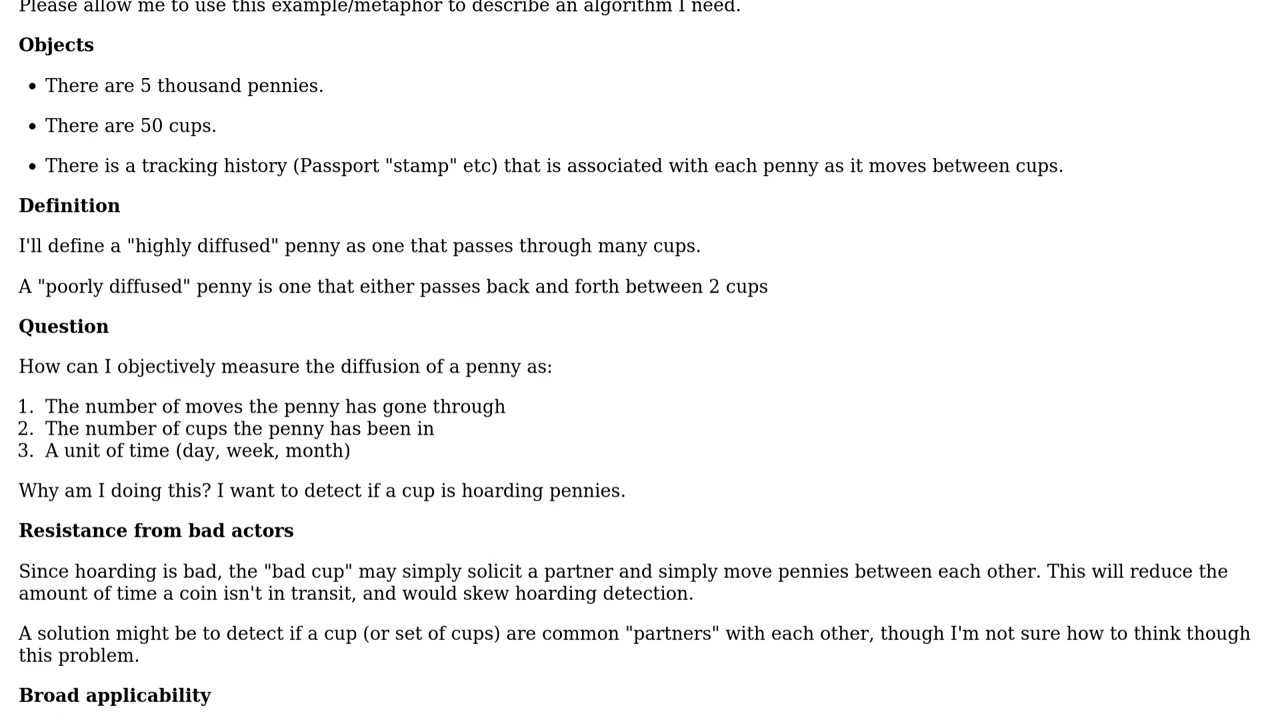 Please allow me to use this example/metaphor to describe an algorithm I need.
Objects
• There are 5 thousand pennies.
• There are 50 cups.
• There is a tracking history (Passport "stamp" etc) that is associated with each penny as it moves between cups.
Definition
I'll define a "highly diffused" penny as one that passes through many cups.
A "poorly diffused" penny is one that either passes back and forth between 2 cups
Question
How can I objectively measure the diffusion of a penny as:
1. The number of moves the penny has gone through
2. The number of cups the penny has been in
3. A unit of time (day, week, month)
Why am I doing this? I want to detect if a cup is hoarding pennies.
Resistance from bad actors
Since hoarding is bad, the "bad cup" may simply solicit a partner and simply move pennies between each other. This will reduce the
amount of time a coin isn't in transit, and would skew hoarding detection.
A solution might be to detect if a cup (or set of cups) are common "partners" with each other, though I'm not sure how to think though
this problem.
Broad applicability